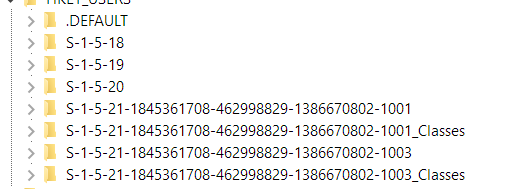 HKEY_USERS
.DEFAULT
S-1-5-18
S-1-5-19
S-1-5-20
S-1-5-21-1845361708-462998829-1386670802-1001
S-1-5-21-1845361708-462998829-1386670802-1001_Classes
S-1-5-21-1845361708-462998829-1386670802-1003
S-1-5-21-1845361708-462998829-1386670802-1003_Classes